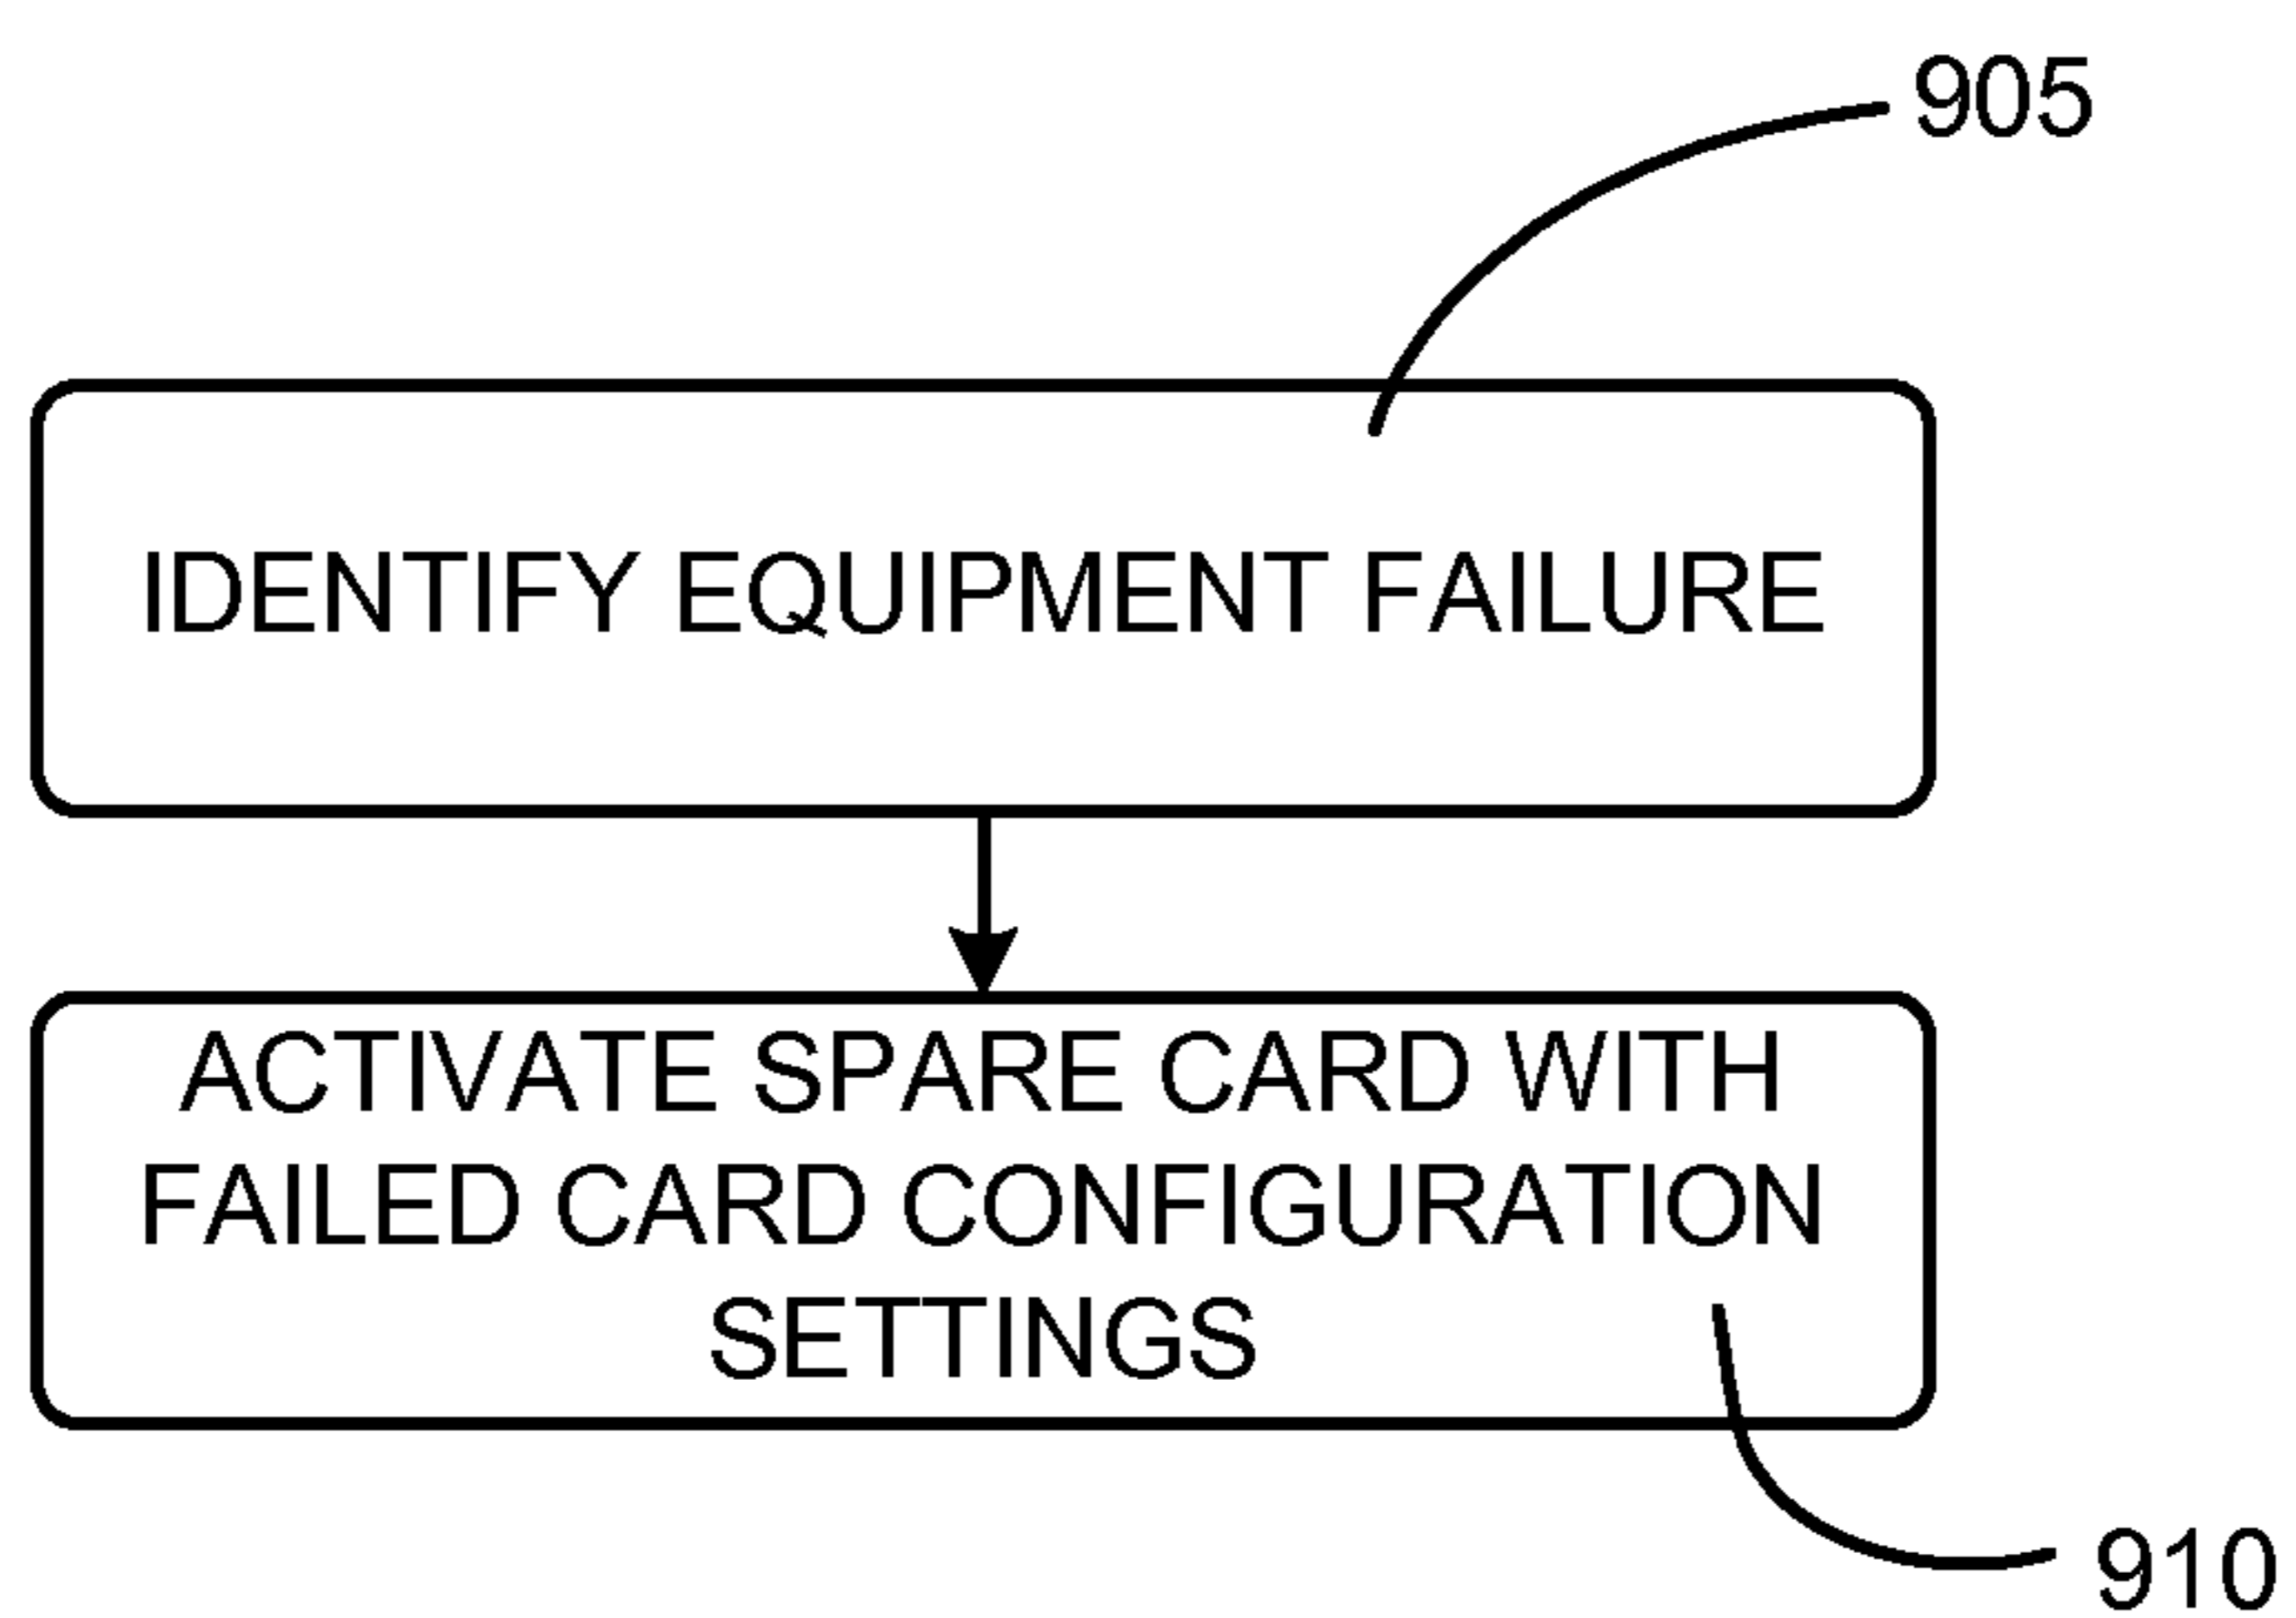 905
IDENTIFY EQUIPMENT FAILURE
ACTIVATE SPARE CARD WITH
FAILED CARD CONFIGURATION
SETTINGS
910